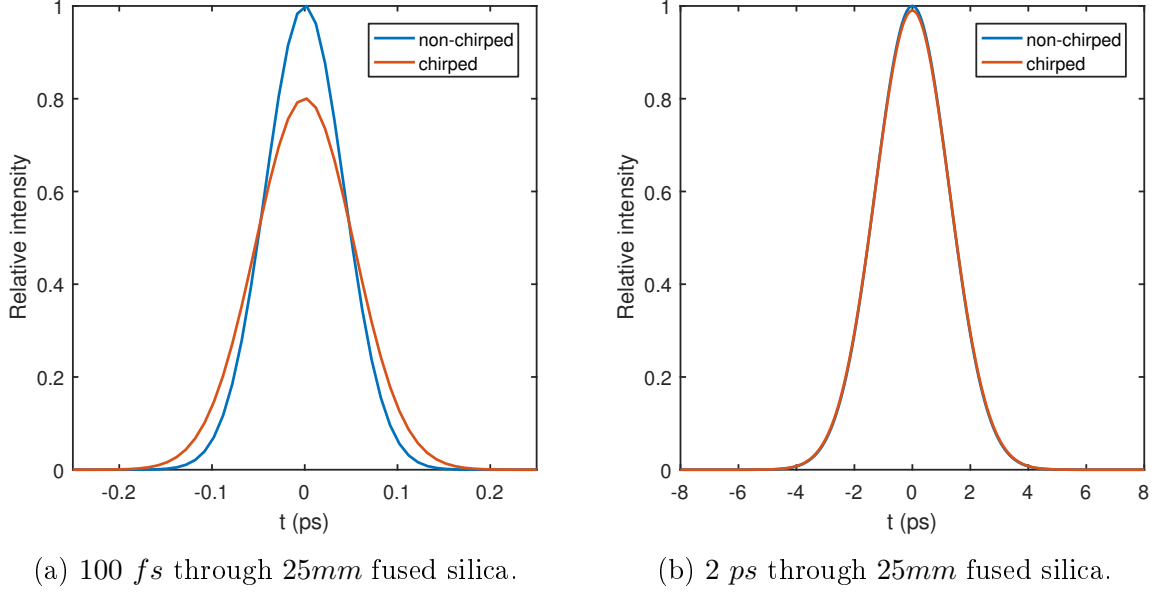 1
0.8
0.6
0.4
0.2
0
Relative intensity
-0.2
-0.1
0
0.1
0.2
t (ps)
non-chirped
chirped
(a) 100 fs through 25mm fused silica.
1
0.8
0.6
0.4
0.2
0
Relative intensity
-8
-6
-4
-2
0
2
4
6
8
t (ps)
non-chirped
chirped
(b) 2 ps through 25mm fused silica.